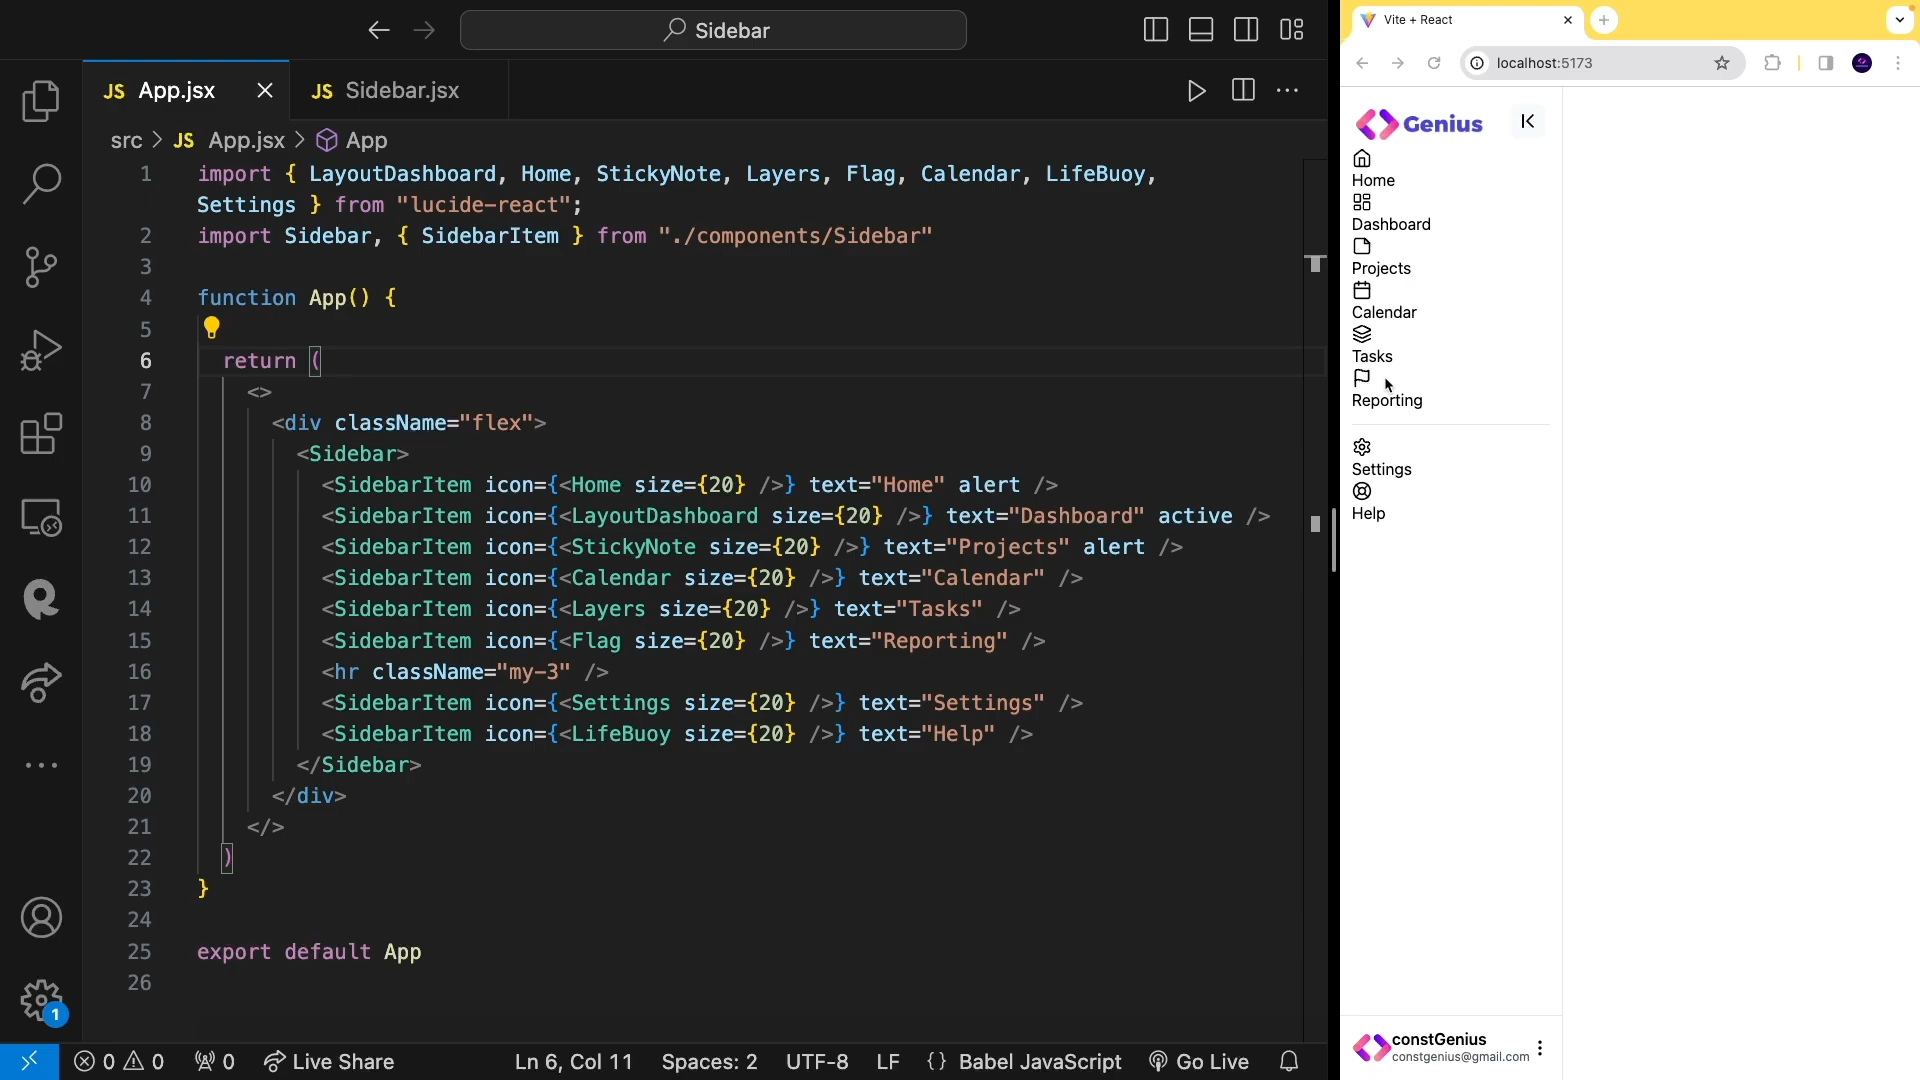 Sidebar
JS App.jsx
JS Sidebar.jsx
src > JS App.jsx > App
1 import { LayoutDashboard, Home, StickyNote, Layers, Flag, Calendar, LifeBuoy,
Settings } from "lucide-react";
2 import Sidebar, { SidebarItem } from "./components/Sidebar"
3
4 function App() {
5
6 return (
7 <>
8 <div className="flex">
9 <Sidebar>
10 <SidebarItem icon={<Home size={20} />} text="Home" alert />
11 <SidebarItem icon={<LayoutDashboard size={20} />} text="Dashboard" active />
12 <SidebarItem icon={<StickyNote size={20} />} text="Projects" alert />
13 <SidebarItem icon={<Calendar size={20} />} text="Calendar" />
14 <SidebarItem icon={<Layers size={20} />} text="Tasks" />
15 <SidebarItem icon={<Flag size={20} />} text="Reporting" />
16 <hr className="my-3" />
17 <SidebarItem icon={<Settings size={20} />} text="Settings" />
18 <SidebarItem icon={<LifeBuoy size={20} />} text="Help" />
19 </Sidebar>
20 </div>
21 </>
22 )
23 }
24
25 export default App
26
1
0 0 0 Live Share Ln 6, Col 11 Spaces: 2 UTF-8 LF {} Babel JavaScript Go Live
Vite + React
localhost:5173
Genius
Home
Dashboard
Projects
Calendar
Tasks
Reporting
Settings
Help
constGenius
constgenius@gmail.com